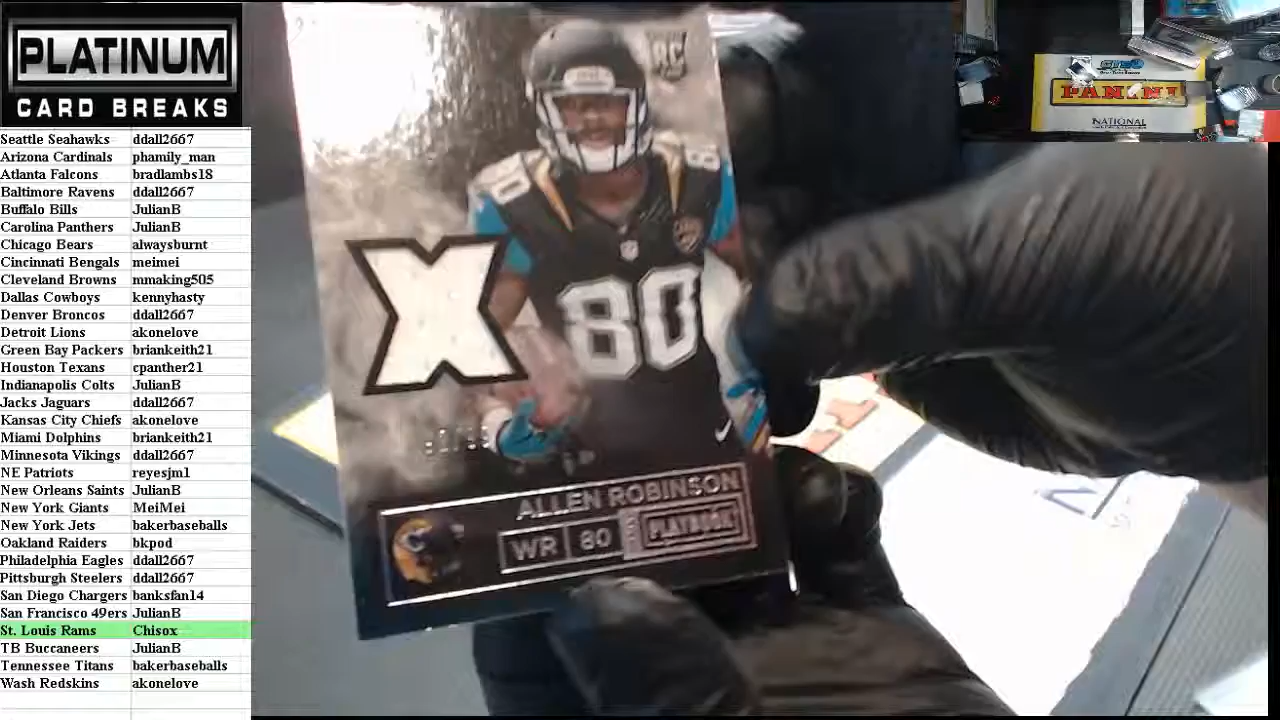 PLATINUM
CARD BREAKS
Seattle Seahawks ddall2667
Arizona Cardinals phamily_man
Atlanta Falcons bradlambs18
Baltimore Ravens ddall2667
Buffalo Bills JulianB
Carolina Panthers JulianB
Chicago Bears alwaysburnt
Cincinnati Bengals meimei
Cleveland Browns mmaking505
Dallas Cowboys kennyhasty
Denver Broncos ddall2667
Detroit Lions akonelove
Green Bay Packers briankeith21
Houston Texans cpanther21
Indianapolis Colts JulianB
Jacks Jaguars ddall2667
Kansas City Chiefs akonelove
Miami Dolphins briankeith21
Minnesota Vikings ddall2667
NE Patriots reyesjm1
New Orleans Saints JulianB
New York Giants MeiMei
New York Jets bakerbaseballs
Oakland Raiders bkpod
Philadelphia Eagles ddall2667
Pittsburgh Steelers ddall2667
San Diego Chargers banksfan14
San Francisco 49ers JulianB
St. Louis Rams Chisox
TB Buccaneers JulianB
Tennessee Titans bakerbaseballs
Wash Redskins akonelove
RC
80
80
X
80
ALLEN ROBINSON
WR 80 PLAYBOOK
PANINI
NATIONAL